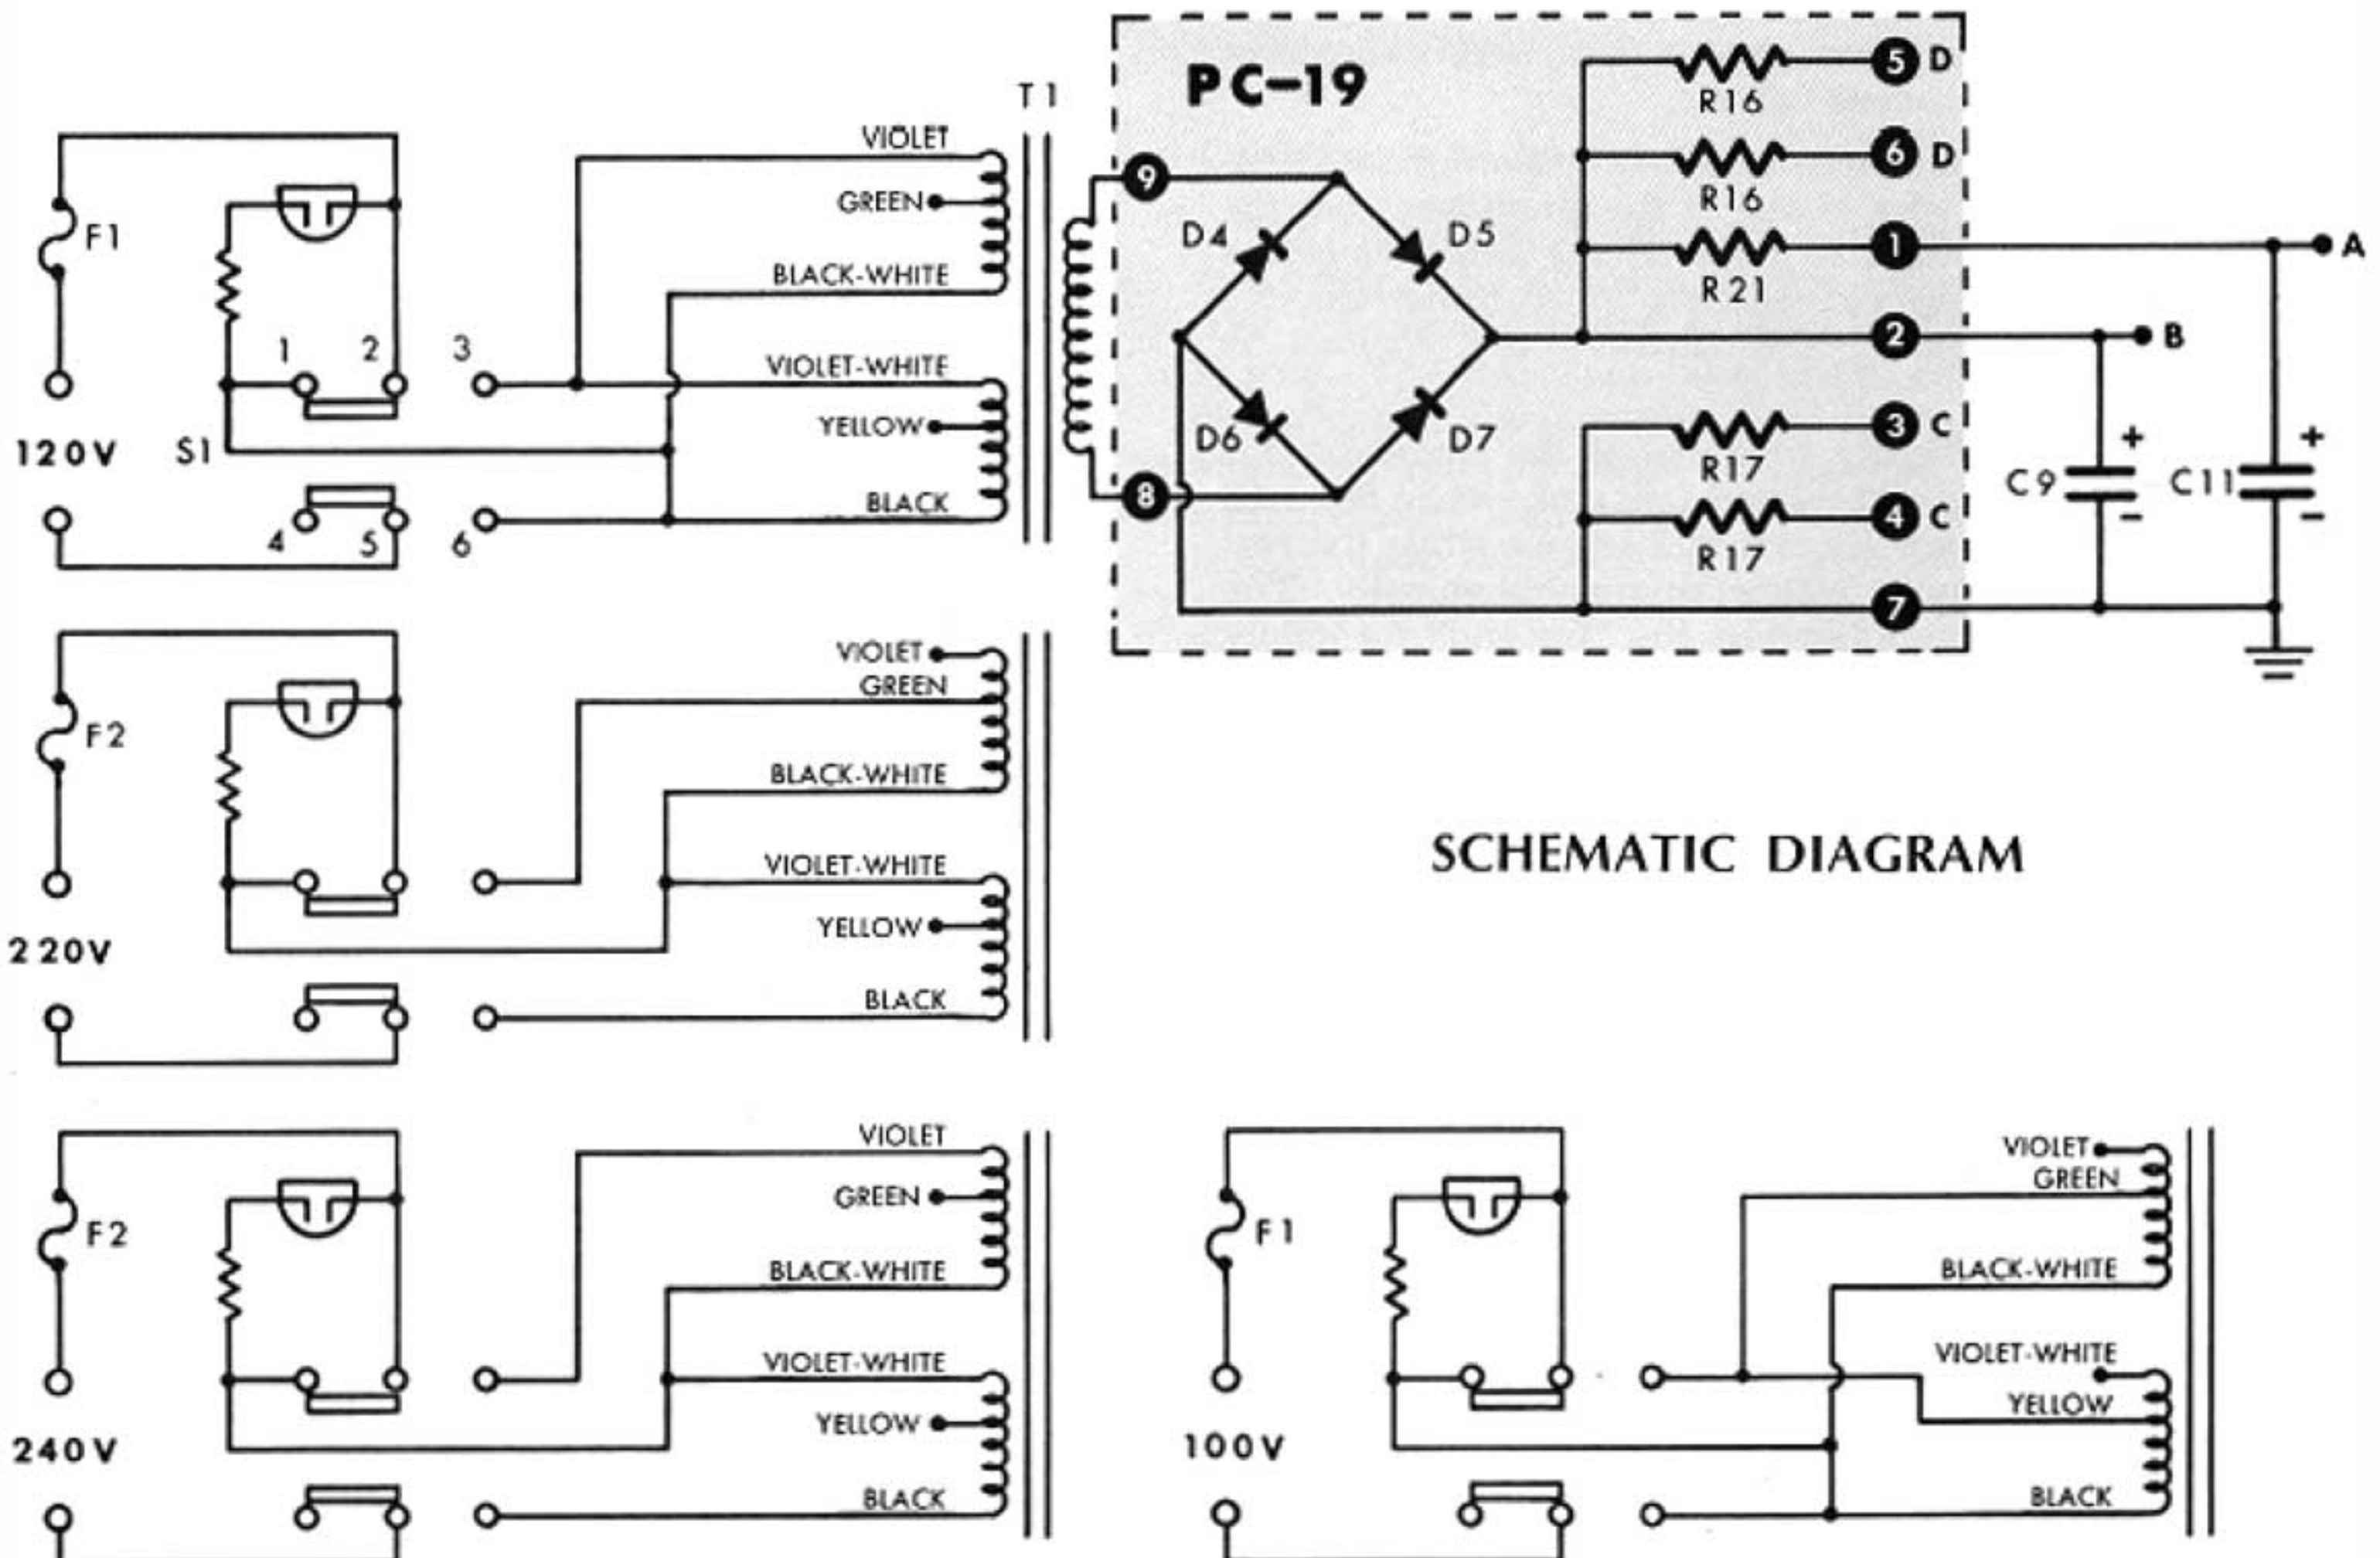 T1
PC-19
5 D
R16
6 D
R16
1
R21
A
2
B
3 C
R17
4 C
R17
7
9
8
D4
D5
D6
D7
C9
+
-
C11
+
-
VIOLET
GREEN
BLACK-WHITE
VIOLET-WHITE
YELLOW
BLACK
F1
1 2 3
120V
S1
4 5 6
VIOLET
GREEN
BLACK-WHITE
VIOLET-WHITE
YELLOW
BLACK
F2
220V
SCHEMATIC DIAGRAM
VIOLET
GREEN
BLACK-WHITE
VIOLET-WHITE
YELLOW
BLACK
F2
240V
VIOLET
GREEN
BLACK-WHITE
VIOLET-WHITE
YELLOW
BLACK
F1
100V